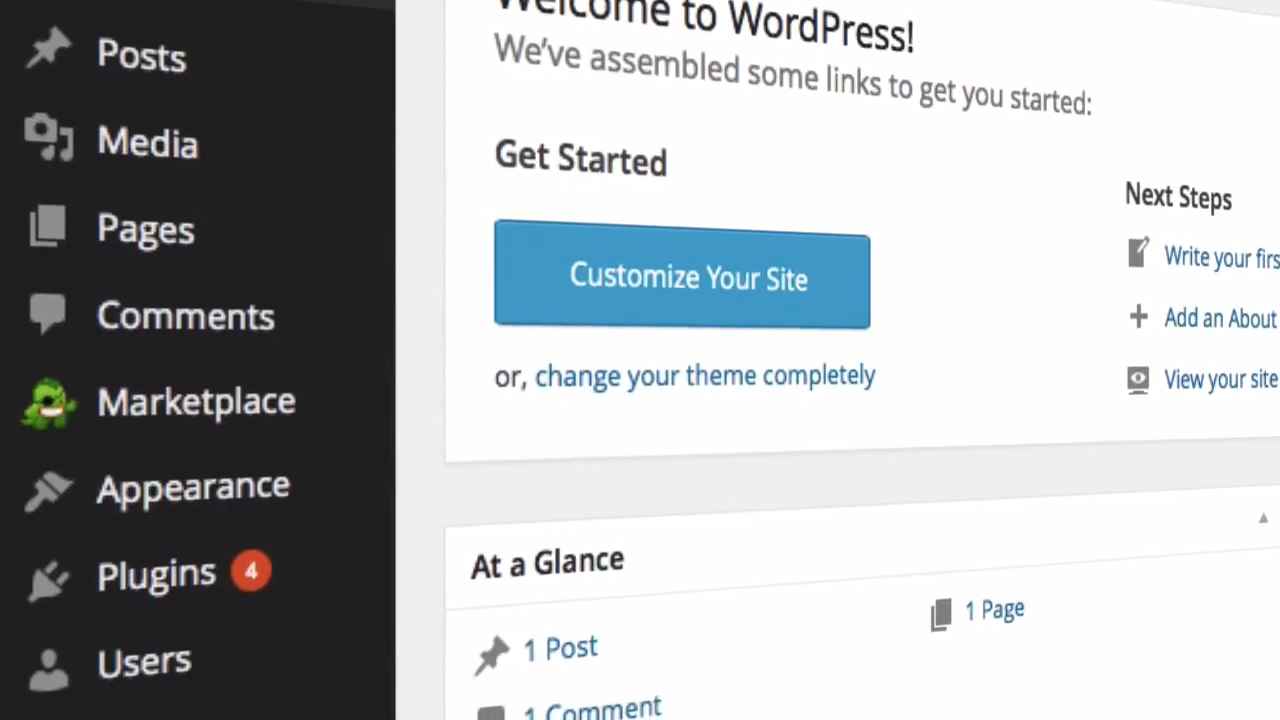 Posts
Media
Pages
Comments
Marketplace
Appearance
Plugins 4
Users
Welcome to WordPress!
We've assembled some links to get you started:
Get Started
Customize Your Site
or, change your theme completely
Next Steps
Write your
Add an About
View your site
At a Glance
1 Post
1 Page
1 Comment